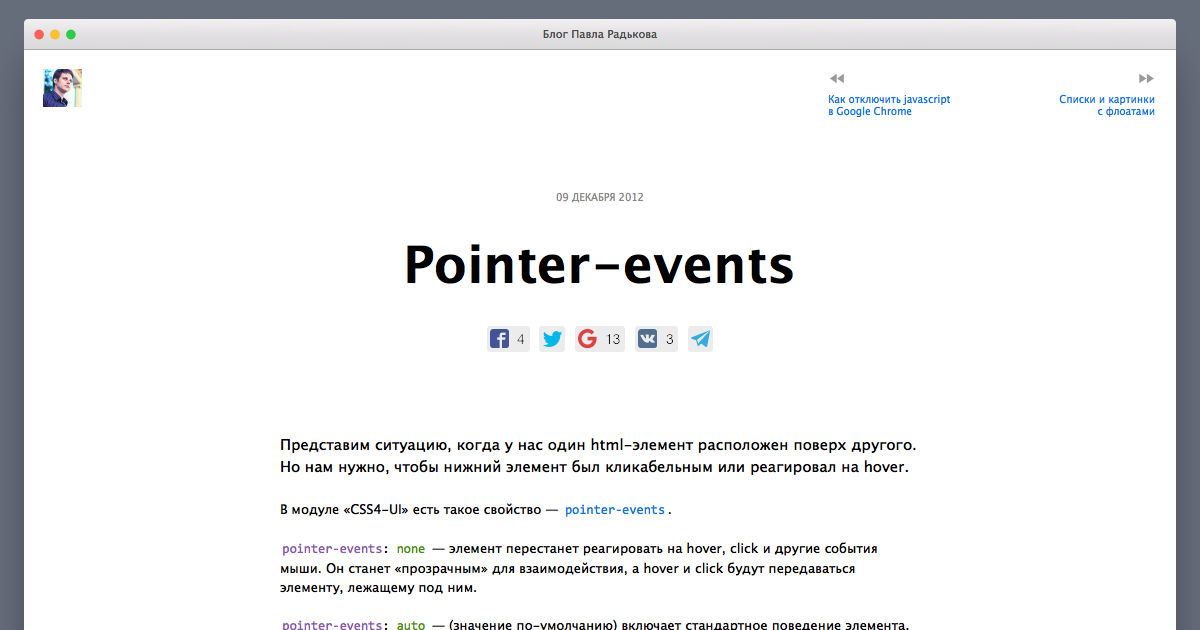 Блог Павла Радькова
Как отключить javascript
в Google Chrome
Списки и картинки
с флоатами
09 ДЕКАБРЯ 2012
Pointer-events
4
13
3
Представим ситуацию, когда у нас один html-элемент расположен поверх другого.
Но нам нужно, чтобы нижний элемент был кликабельным или реагировал на hover.
В модуле «CSS4-UI» есть такое свойство — pointer-events.
pointer-events: none — элемент перестанет реагировать на hover, click и другие события
мыши. Он станет «прозрачным» для взаимодействия, а hover и click будут передаваться
элементу, лежащему под ним.
pointer-events: auto — (значение по-умолчанию) включает стандартное поведение элемента.